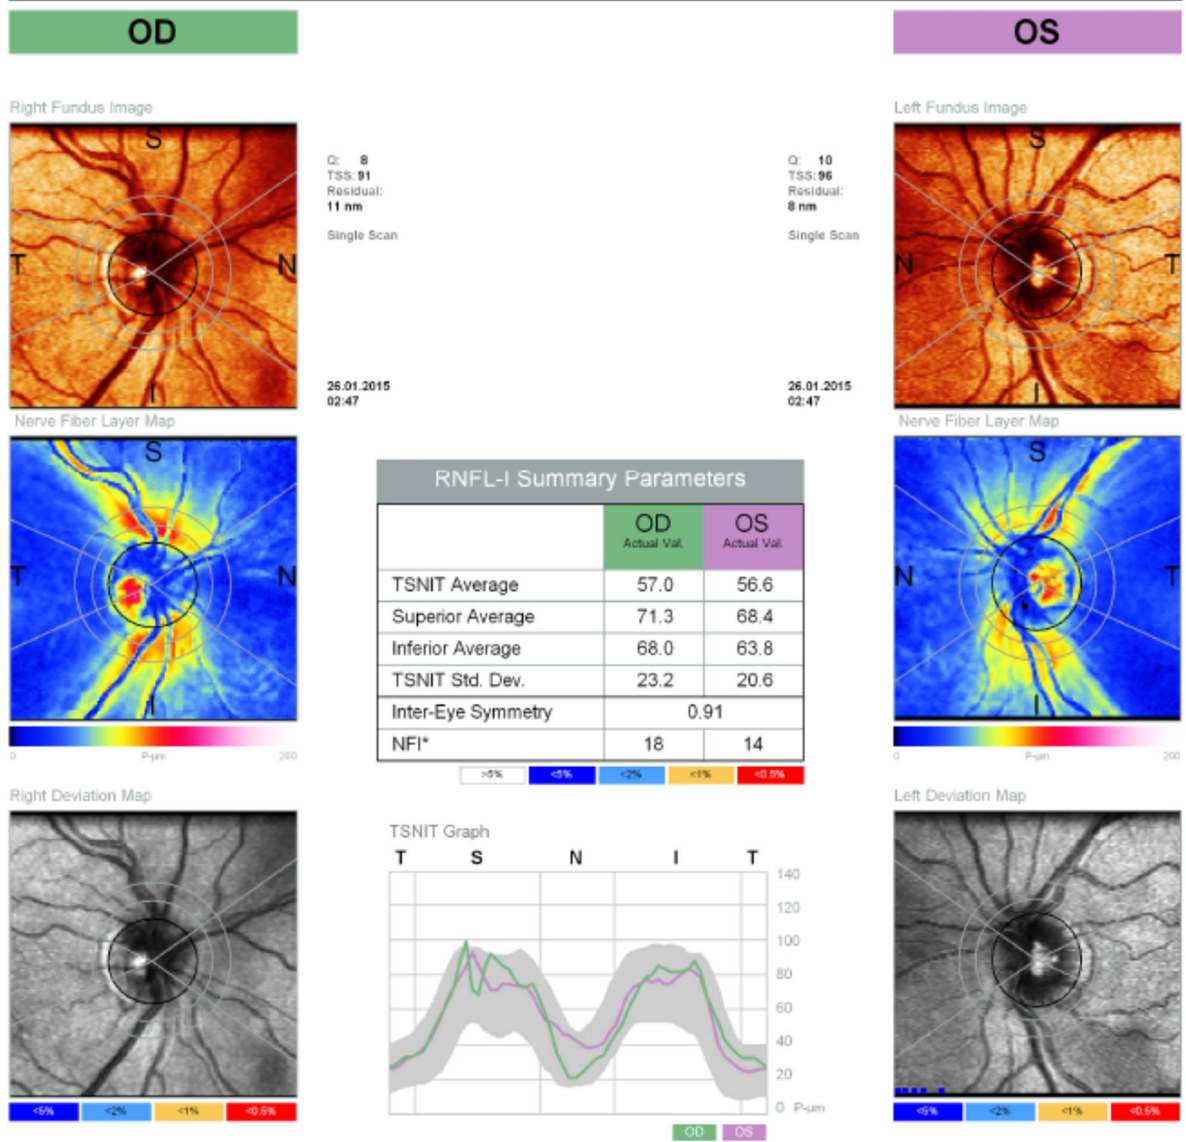 OD
OS
Right Fundus Image
Left Fundus Image
S
T
N
I
Q: 8
TSS: 91
Residual:
11 nm
Single Scan
26.01.2015
02:47
Q: 10
TSS: 96
Residual:
8 nm
Single Scan
26.01.2015
02:47
S
N
T
I
Nerve Fiber Layer Map
Nerve Fiber Layer Map
S
T
N
I
0 P-µm 200
S
N
T
I
0 P-µm 200
RNFL-I Summary Parameters
OD OS
Actual Val. Actual Val.
TSNIT Average 57.0 56.6
Superior Average 71.3 68.4
Inferior Average 68.0 63.8
TSNIT Std. Dev. 23.2 20.6
Inter-Eye Symmetry 0.91
NFI* 18 14
>5% <5% <2% <1% <0.5%
Right Deviation Map
Left Deviation Map
<5% <2% <1% <0.5%
<5% <2% <1% <0.5%
TSNIT Graph
T S N I T
140
120
100
80
60
40
20
0 P-um
OD OS